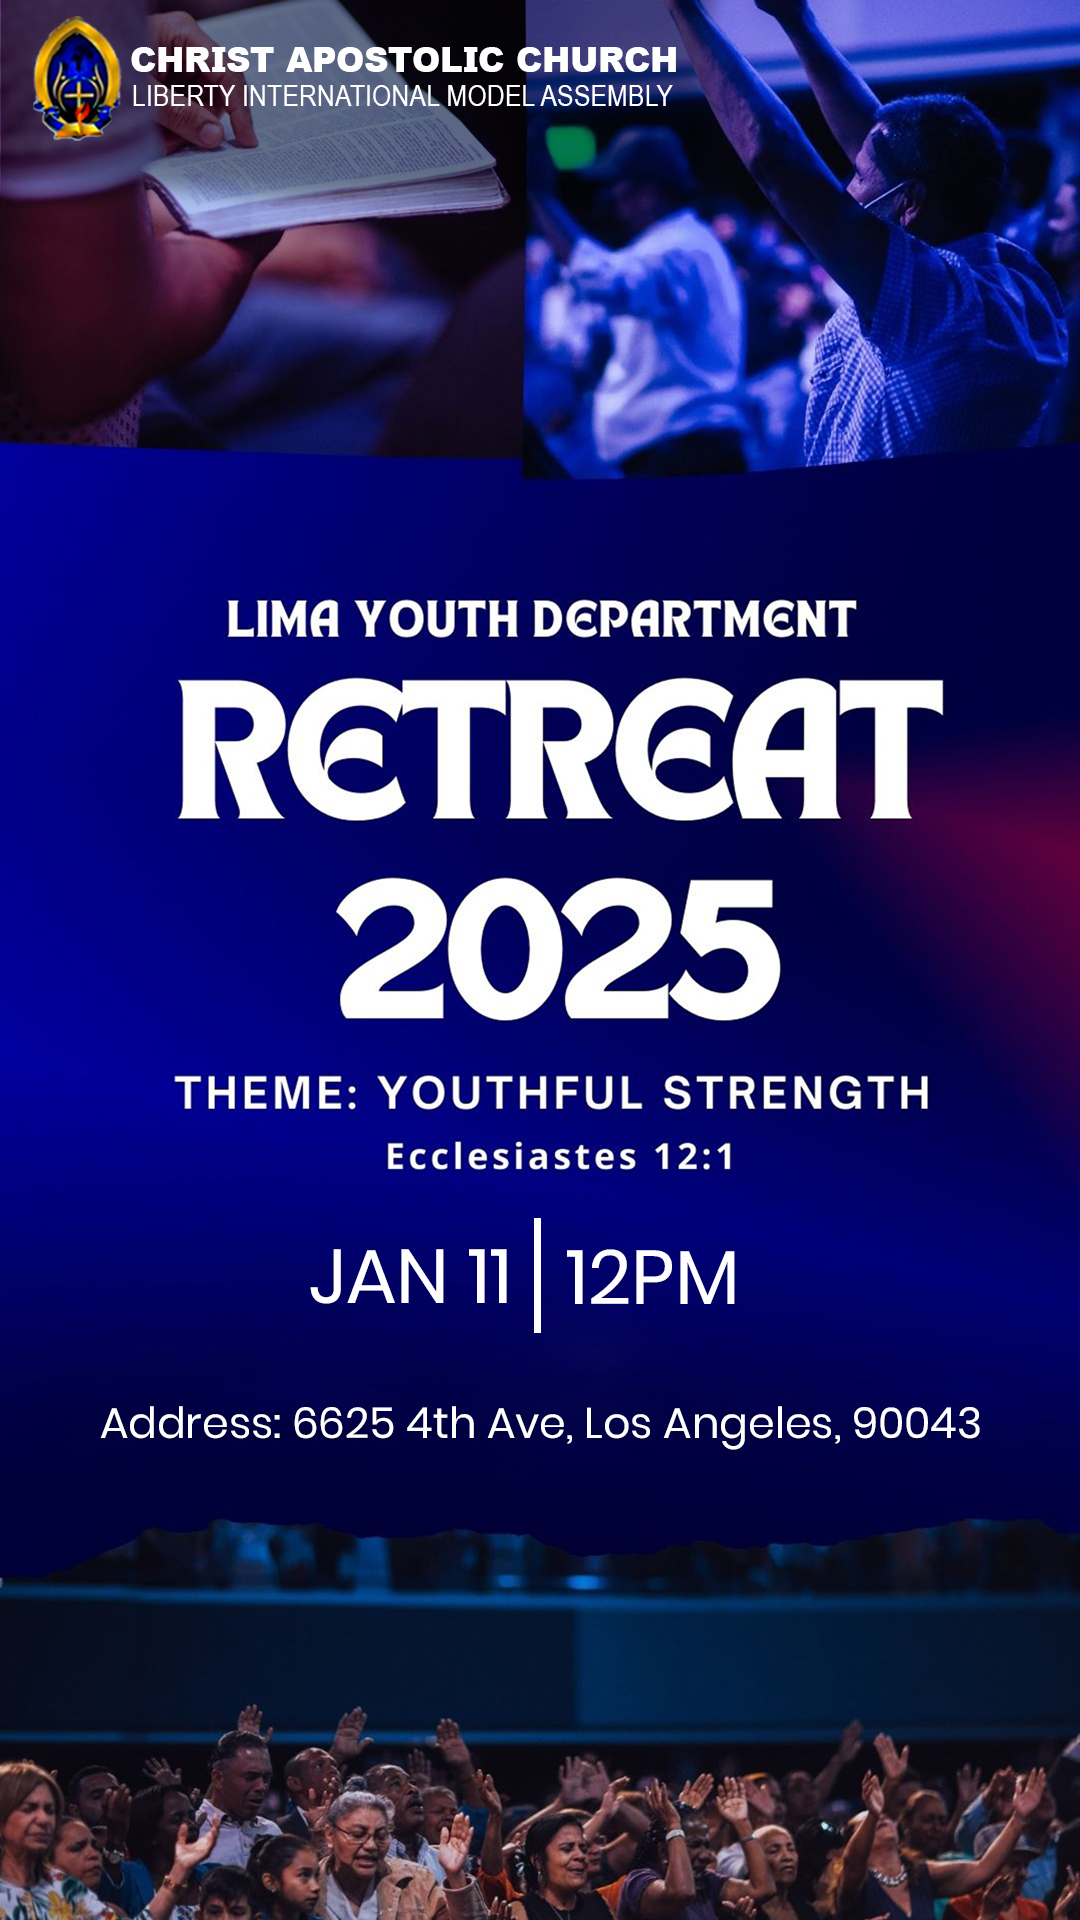 CHRIST APOSTOLIC CHURCH
LIBERTY INTERNATIONAL MODEL ASSEMBLY
LIMA YOUTH DEPARTMENT
RETREAT
2025
THEME: YOUTHFUL STRENGTH
Ecclesiastes 12:1
JAN 11 | 12PM
Address: 6625 4th Ave, Los Angeles, 90043